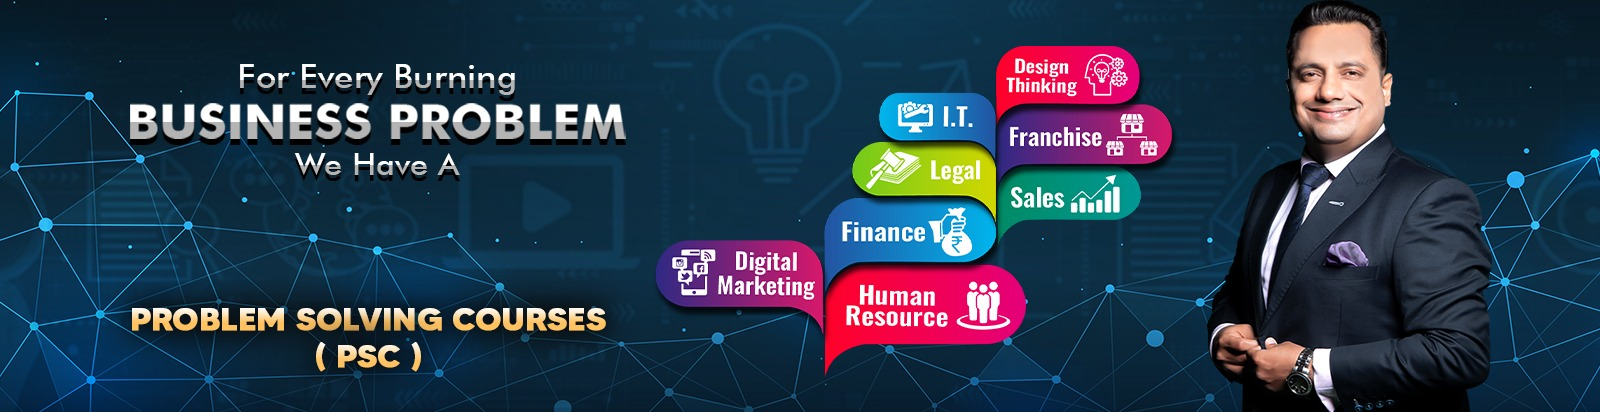 For Every Burning
BUSINESS PROBLEM
We Have A
PROBLEM SOLVING COURSES
( PSC )
Design
Thinking
I.T.
Franchise
Legal
Sales
Finance
₹
Digital
Marketing
Human
Resource